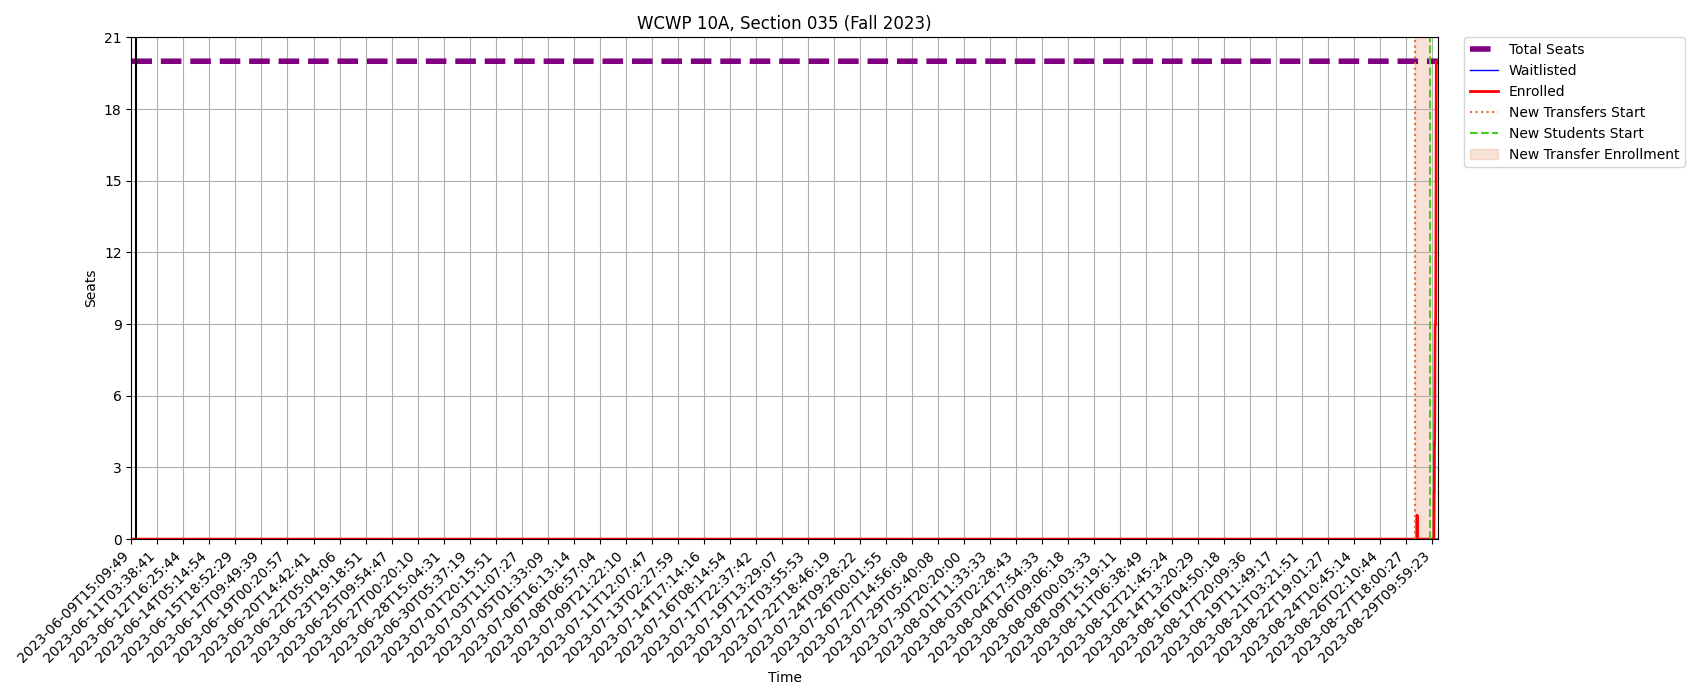 WCWP 10A, Section 035 (Fall 2023)
21
18
15
12
9
6
3
0
Seats
2023-06-09T15:09:49
2023-06-11T03:38:41
2023-06-12T16:25:44
2023-06-14T05:14:54
2023-06-15T18:52:29
2023-06-17T09:49:39
2023-06-19T00:20:57
2023-06-20T14:42:41
2023-06-22T05:04:06
2023-06-23T19:18:51
2023-06-25T09:54:47
2023-06-27T00:20:10
2023-06-28T15:04:31
2023-06-30T05:37:19
2023-07-01T20:15:51
2023-07-03T11:07:27
2023-07-05T01:33:09
2023-07-06T16:13:14
2023-07-08T06:57:04
2023-07-09T21:22:10
2023-07-11T12:07:47
2023-07-13T02:27:59
2023-07-14T17:14:16
2023-07-16T08:14:54
2023-07-17T22:37:42
2023-07-19T13:29:07
2023-07-21T03:55:53
2023-07-22T18:46:19
2023-07-24T09:28:22
2023-07-26T00:01:55
2023-07-27T14:56:08
2023-07-29T05:40:08
2023-07-30T20:20:00
2023-08-01T11:33:33
2023-08-03T02:28:43
2023-08-04T17:54:33
2023-08-06T09:06:18
2023-08-08T00:03:33
2023-08-09T15:19:11
2023-08-11T06:38:49
2023-08-12T21:45:24
2023-08-14T13:20:29
2023-08-16T04:50:18
2023-08-17T20:09:36
2023-08-19T11:49:17
2023-08-21T03:21:51
2023-08-22T19:01:27
2023-08-24T10:45:14
2023-08-26T02:10:44
2023-08-27T18:00:27
2023-08-29T09:59:23
Time
Total Seats
Waitlisted
Enrolled
New Transfers Start
New Students Start
New Transfer Enrollment